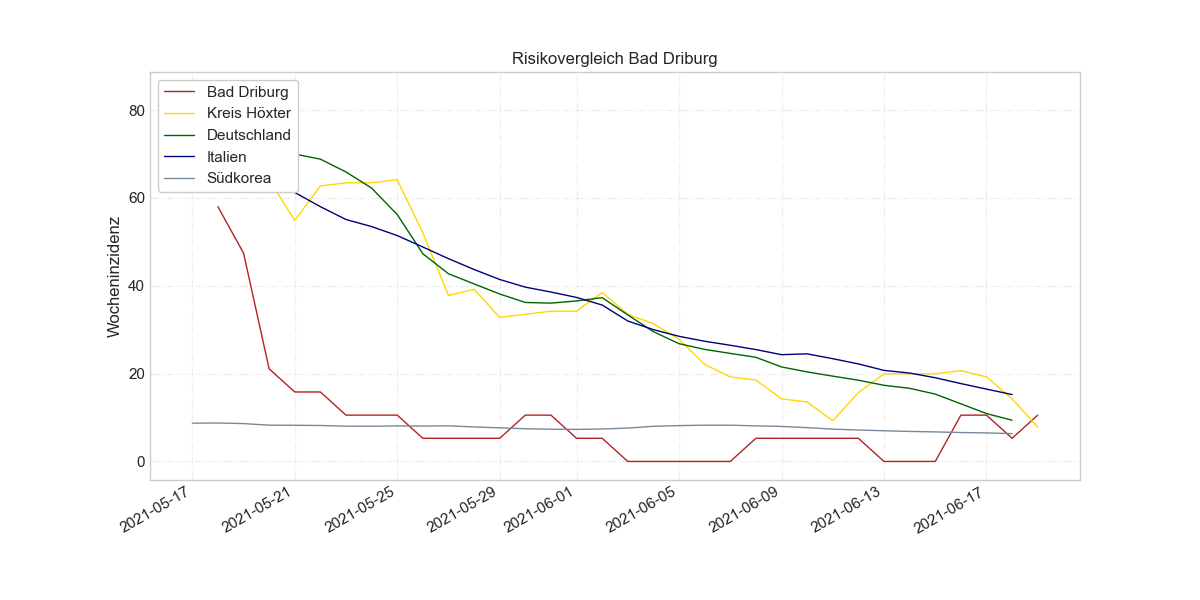 Risikovergleich Bad Driburg
Bad Driburg
Kreis Höxter
Deutschland
Italien
Südkorea
Wocheninzidenz
80
60
40
20
0
2021-05-17
2021-05-21
2021-05-25
2021-05-29
2021-06-01
2021-06-05
2021-06-09
2021-06-13
2021-06-17